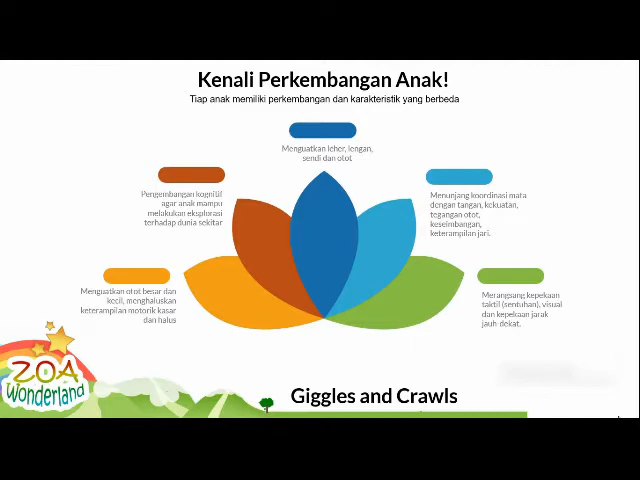 Kenali Perkembangan Anak!
Tiap anak memiliki perkembangan dan karakteristik yang berbeda
Menguatkan leher, lengan,
sendi dan otot
Pengembangan kognitif
agar anak mampu
melakukan eksplorasi
terhadap dunia sekitar
Menunjang koordinasi mata
dengan tangan, kekuatan,
tegangan otot,
keseimbangan,
keterampilan jari.
Menguatkan otot besar dan
kecil, menghaluskan
keterampilan motorik kasar
dan halus
Merangsang kepekaan
taktil (sentuhan), visual
dan kepekaan jarak
jauh-dekat.
ZOA
Wonderland
Giggles and Crawls